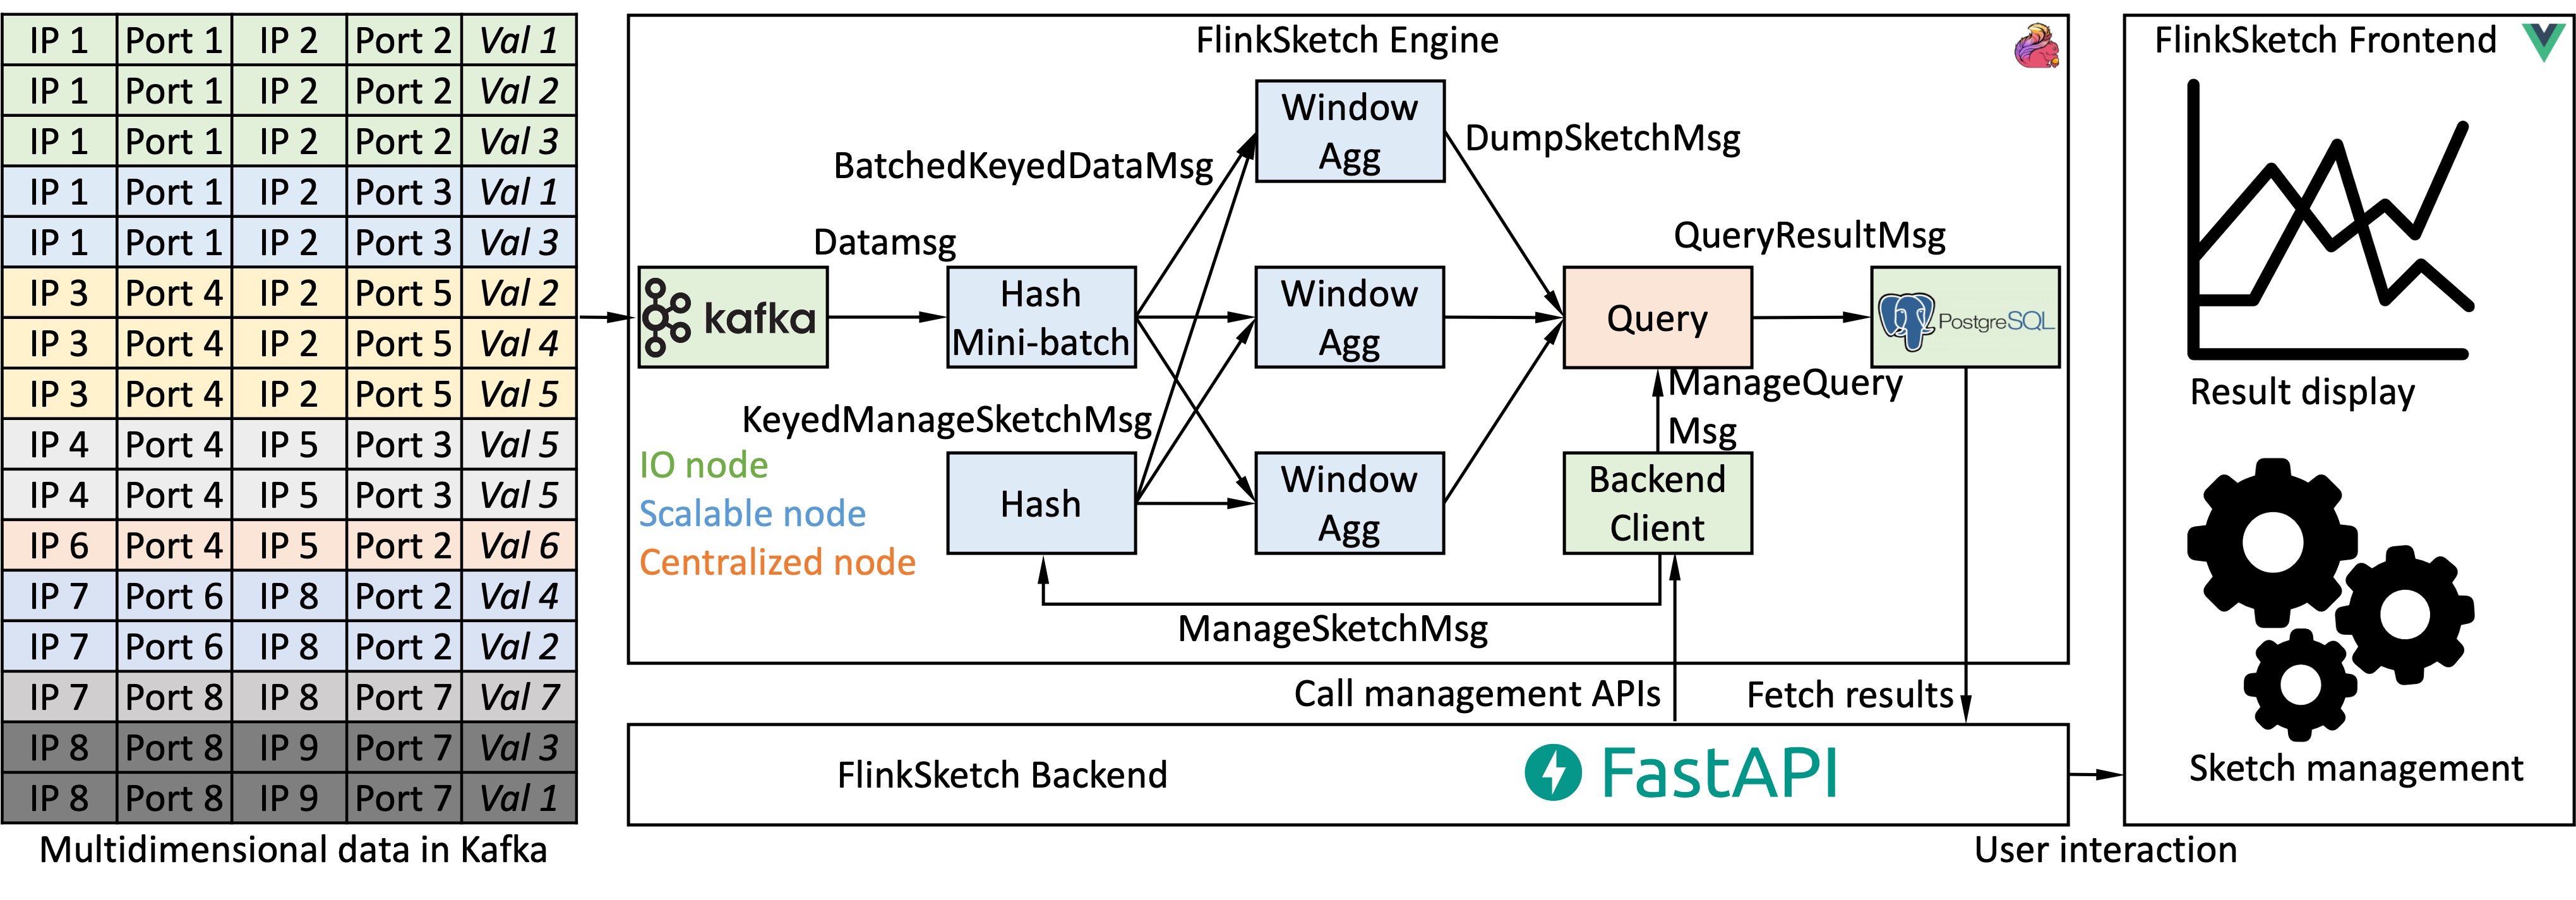 IP 1 Port 1 IP 2 Port 2 Val 1
IP 1 Port 1 IP 2 Port 2 Val 2
IP 1 Port 1 IP 2 Port 2 Val 3
IP 1 Port 1 IP 2 Port 3 Val 1
IP 1 Port 1 IP 2 Port 3 Val 3
IP 3 Port 4 IP 2 Port 5 Val 2
IP 3 Port 4 IP 2 Port 5 Val 4
IP 3 Port 4 IP 2 Port 5 Val 5
IP 4 Port 4 IP 5 Port 3 Val 5
IP 4 Port 4 IP 5 Port 3 Val 5
IP 6 Port 4 IP 5 Port 2 Val 6
IP 7 Port 6 IP 8 Port 2 Val 4
IP 7 Port 6 IP 8 Port 2 Val 2
IP 7 Port 8 IP 8 Port 7 Val 7
IP 8 Port 8 IP 9 Port 7 Val 3
IP 8 Port 8 IP 9 Port 7 Val 1
Multidimensional data in Kafka
FlinkSketch Engine
kafka
Datamsg
Hash
Mini-batch
BatchedKeyedDataMsg
KeyedManageSketchMsg
Hash
Window
Agg
Window
Agg
Window
Agg
DumpSketchMsg
Query
QueryResultMsg
PostgreSQL
ManageQuery
Msg
Backend
Client
ManageSketchMsg
IO node
Scalable node
Centralized node
Call management APIs
Fetch results
FlinkSketch Backend
FastAPI
User interaction
FlinkSketch Frontend
Result display
Sketch management